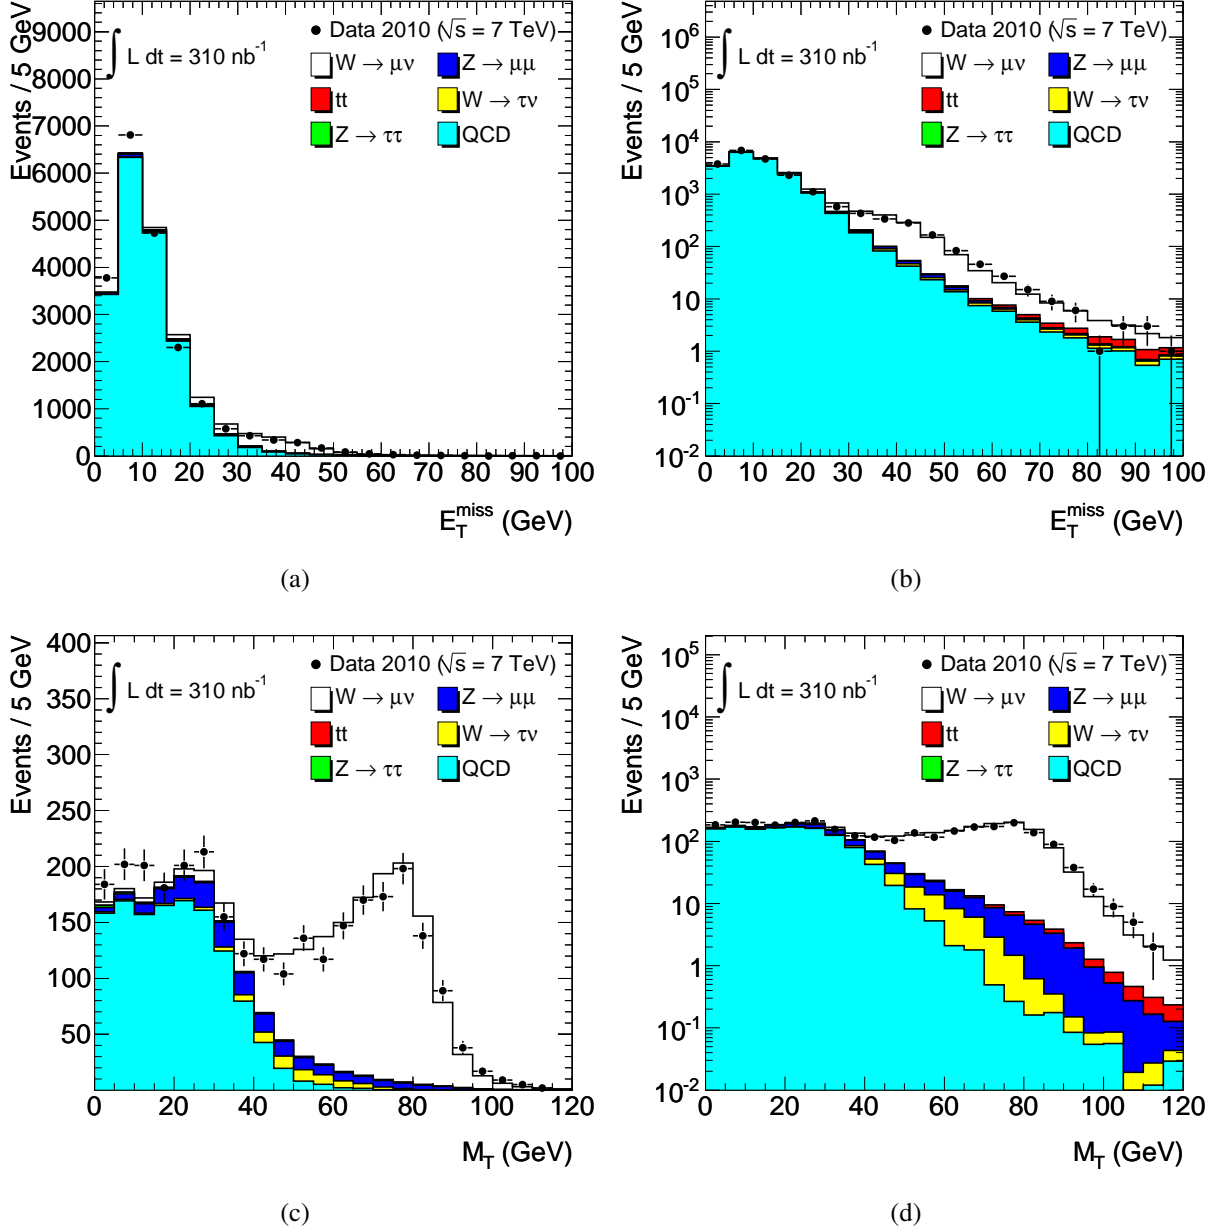 Events / 5 GeV
9000
8000
7000
6000
5000
4000
3000
2000
1000
0
∫ L dt = 310 nb⁻¹
Data 2010 (√s = 7 TeV)
W → μν Z → μμ
tt W → τν
Z → ττ QCD
0 10 20 30 40 50 60 70 80 90 100
E_T^miss (GeV)
(a)
Events / 5 GeV
10⁶
10⁵
10⁴
10³
10²
10
1
10⁻¹
10⁻²
∫ L dt = 310 nb⁻¹
Data 2010 (√s = 7 TeV)
W → μν Z → μμ
tt W → τν
Z → ττ QCD
0 10 20 30 40 50 60 70 80 90 100
E_T^miss (GeV)
(b)
Events / 5 GeV
400
350
300
250
200
150
100
50
∫ L dt = 310 nb⁻¹
Data 2010 (√s = 7 TeV)
W → μν Z → μμ
tt W → τν
Z → ττ QCD
0 20 40 60 80 100 120
M_T (GeV)
(c)
Events / 5 GeV
10⁵
10⁴
10³
10²
10
1
10⁻¹
10⁻²
∫ L dt = 310 nb⁻¹
Data 2010 (√s = 7 TeV)
W → μν Z → μμ
tt W → τν
Z → ττ QCD
0 20 40 60 80 100 120
M_T (GeV)
(d)